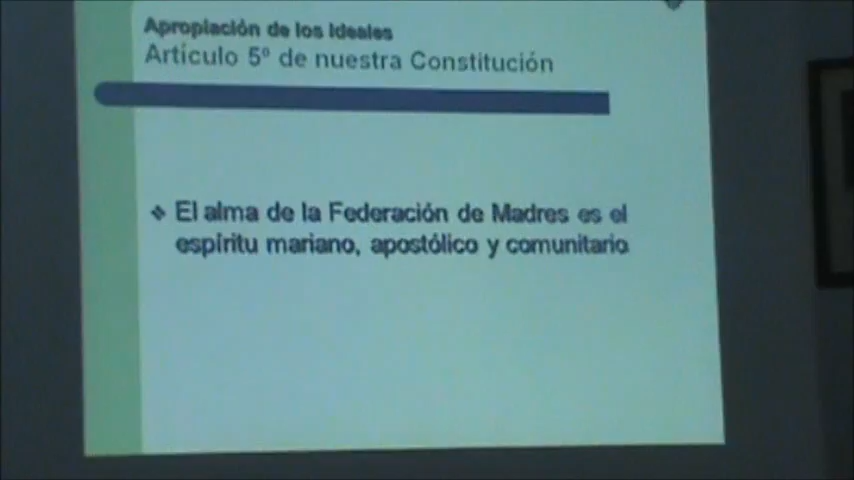 Apropiación de los Ideales
Artículo 5º de nuestra Constitución
❖ El alma de la Federación de Madres es el
espíritu mariano, apostólico y comunitario